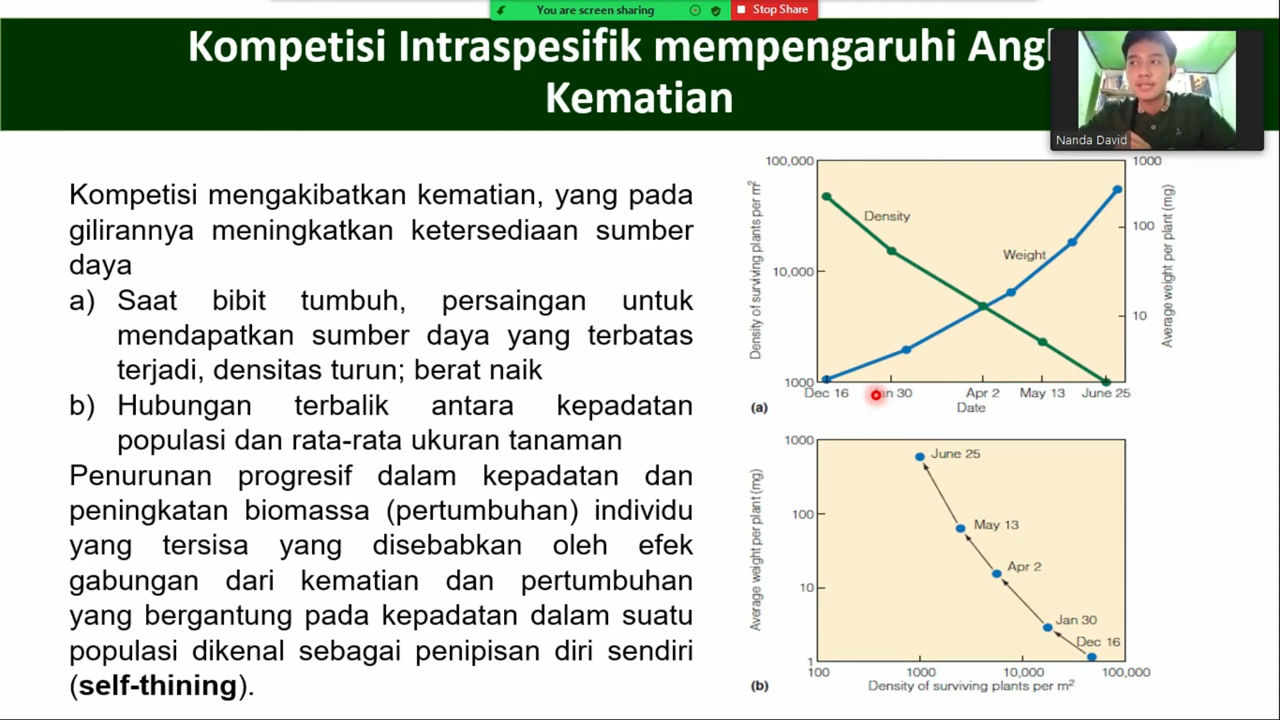 You are screen sharing
Stop Share
Kompetisi Intraspesifik mempengaruhi Ang
Kematian
Nanda David
Kompetisi mengakibatkan kematian, yang pada
gilirannya meningkatkan ketersediaan sumber
daya
a) Saat bibit tumbuh, persaingan untuk
mendapatkan sumber daya yang terbatas
terjadi, densitas turun; berat naik
b) Hubungan terbalik antara kepadatan
populasi dan rata-rata ukuran tanaman
Penurunan progresif dalam kepadatan dan
peningkatan biomassa (pertumbuhan) individu
yang tersisa yang disebabkan oleh efek
gabungan dari kematian dan pertumbuhan
yang bergantung pada kepadatan dalam suatu
populasi dikenal sebagai penipisan diri sendiri
(self-thining).
100,000
10,000
1000
Density of surviving plants per m²
Density
Weight
1000
100
10
Average weight per plant (mg)
Dec 16
n 30
Apr 2
May 13
June 25
Date
(a)
1000
100
10
1
Average weight per plant (mg)
June 25
May 13
Apr 2
Jan 30
Dec 16
100
1000
10,000
100,000
Density of surviving plants per m²
(b)